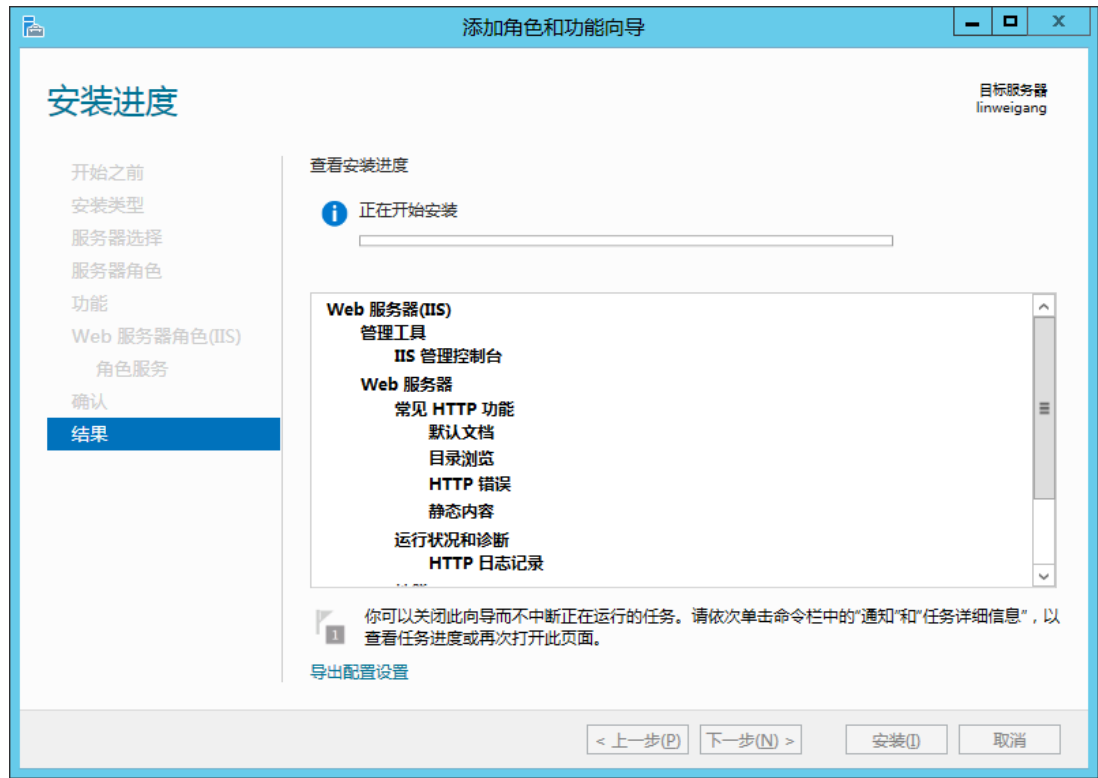 添加角色和功能向导
安装进度
目标服务器
linweigang
开始之前
安装类型
服务器选择
服务器角色
功能
Web 服务器角色(IIS)
角色服务
确认
结果
查看安装进度
正在开始安装
Web 服务器(IIS)
管理工具
IIS 管理控制台
Web 服务器
常见 HTTP 功能
默认文档
目录浏览
HTTP 错误
静态内容
运行状况和诊断
HTTP 日志记录
1
你可以关闭此向导而不中断正在运行的任务。请依次单击命令栏中的"通知"和"任务详细信息"，以
查看任务进度或再次打开此页面。
导出配置设置
< 上一步(P) 下一步(N) > 安装(I) 取消